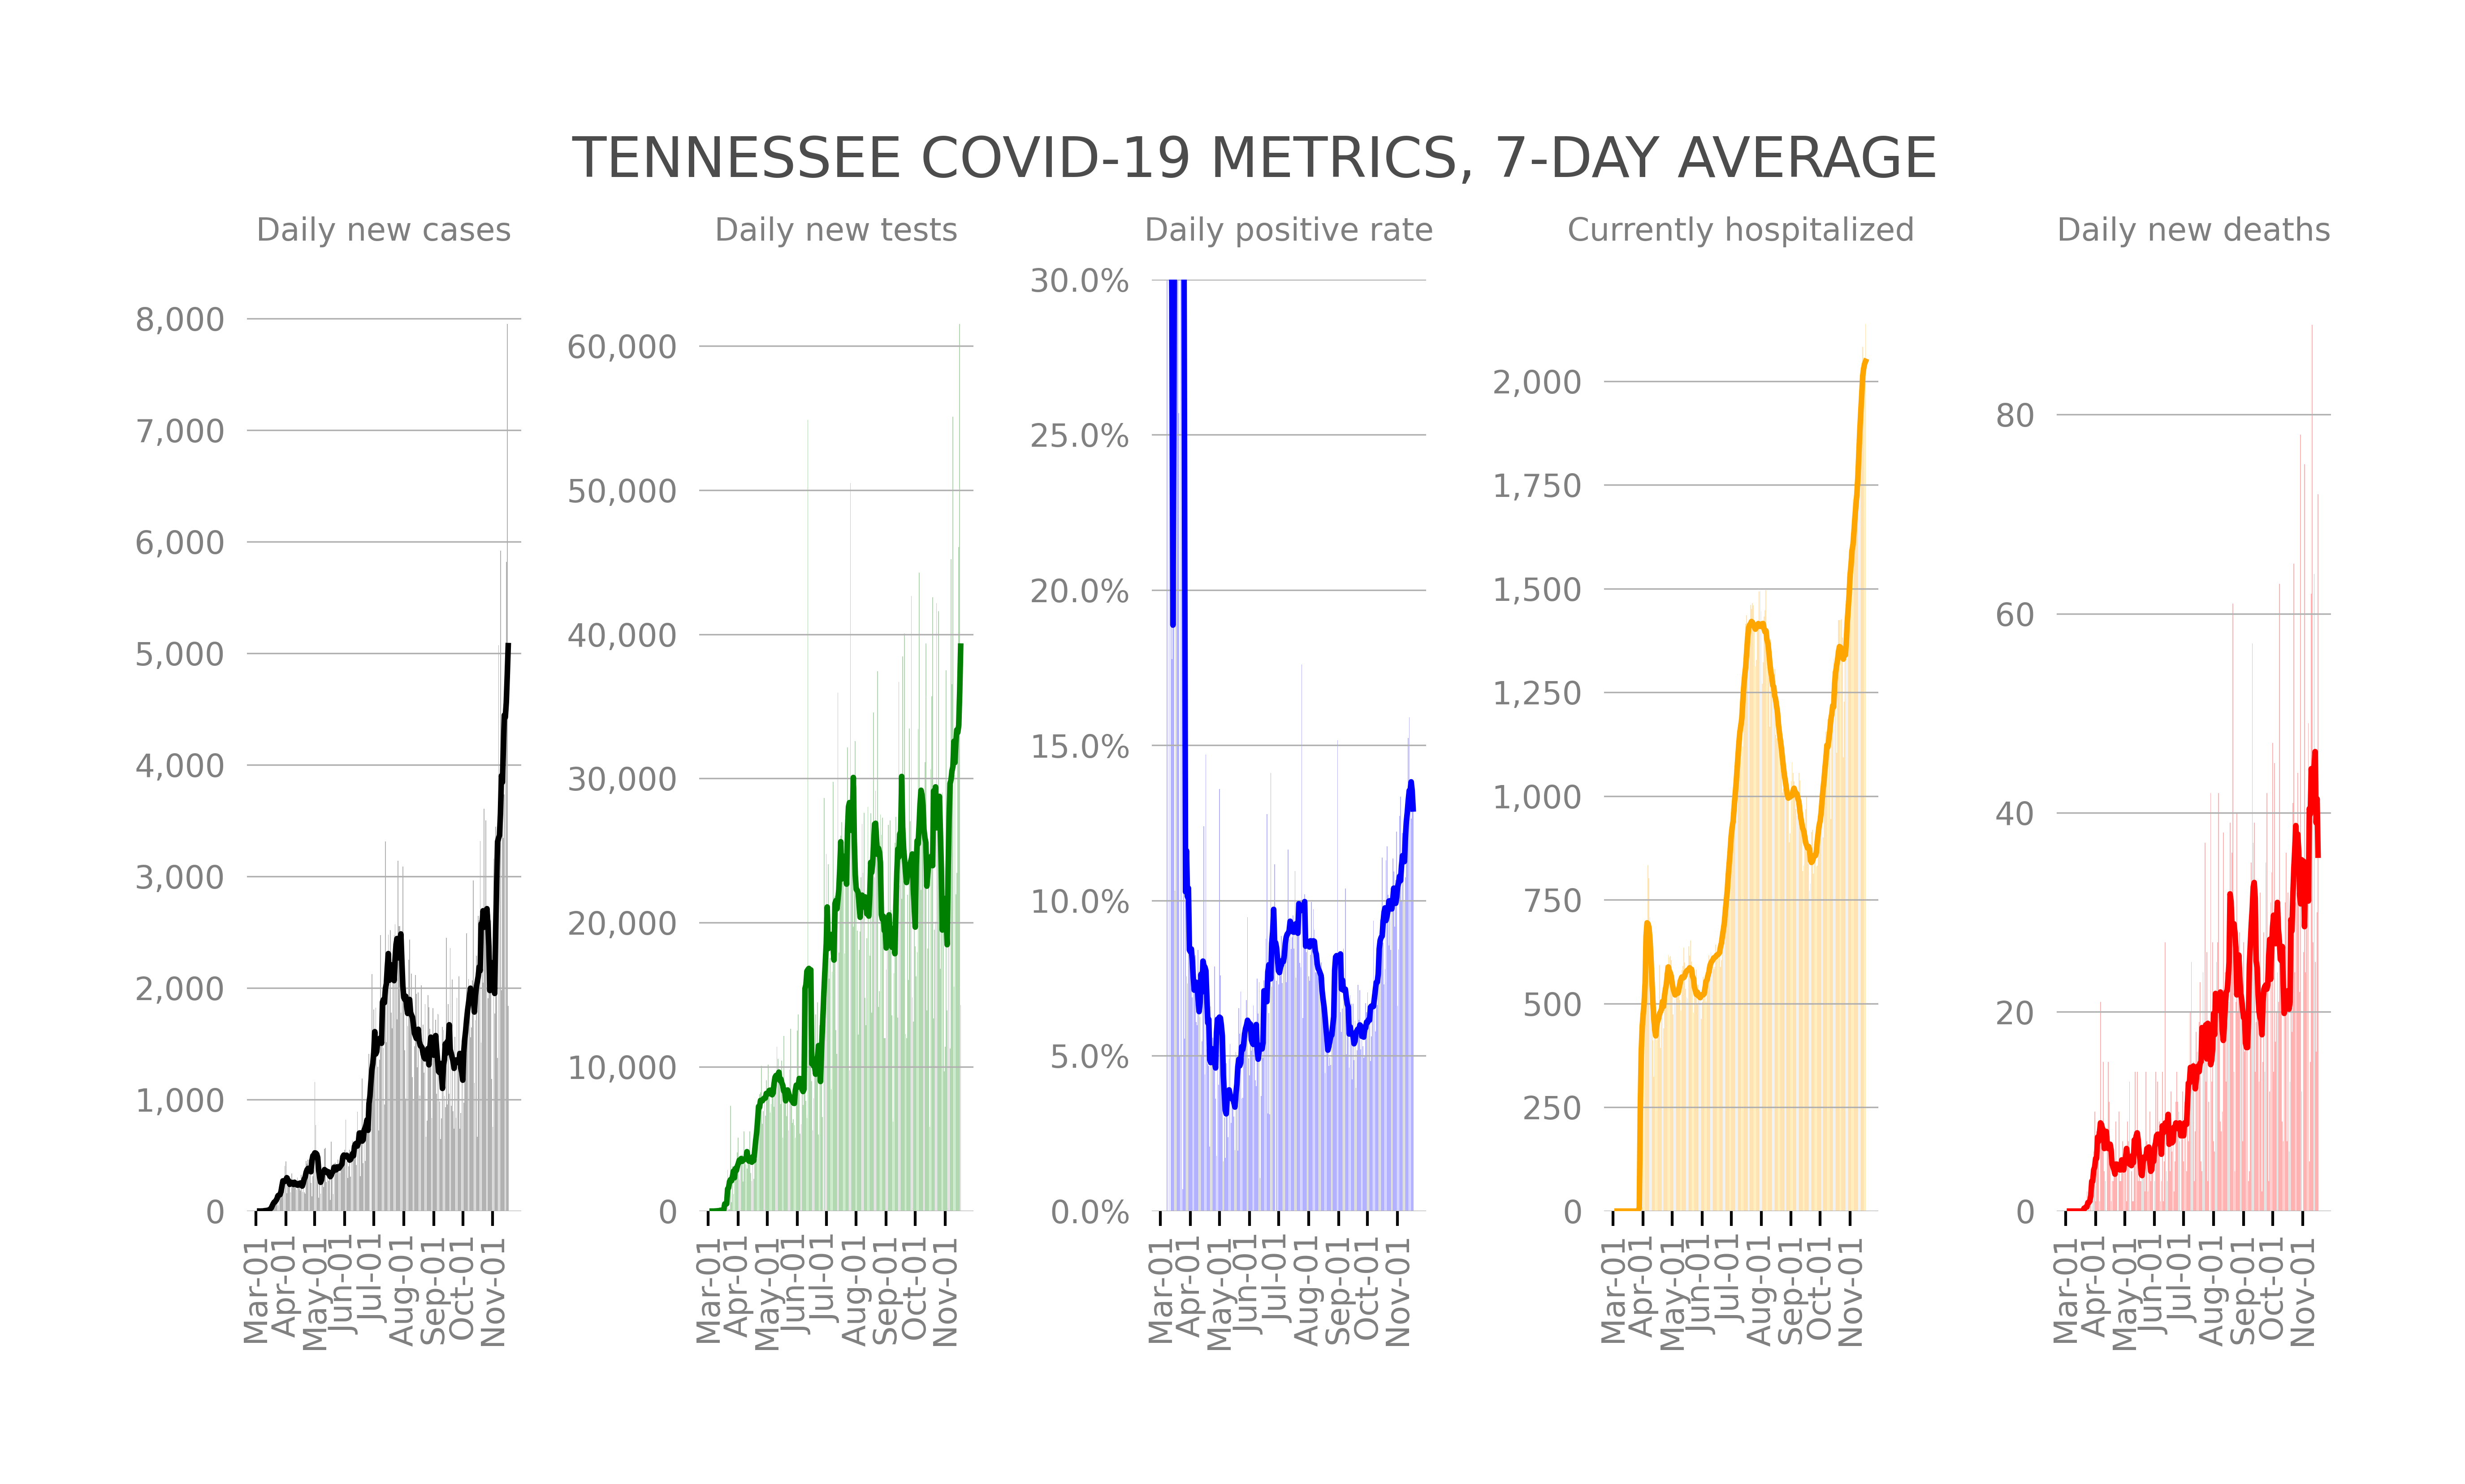 TENNESSEE COVID-19 METRICS, 7-DAY AVERAGE
Daily new cases
8,000
7,000
6,000
5,000
4,000
3,000
2,000
1,000
0
Mar-01
Apr-01
May-01
Jun-01
Jul-01
Aug-01
Sep-01
Oct-01
Nov-01
Daily new tests
60,000
50,000
40,000
30,000
20,000
10,000
0
Mar-01
Apr-01
May-01
Jun-01
Jul-01
Aug-01
Sep-01
Oct-01
Nov-01
Daily positive rate
30.0%
25.0%
20.0%
15.0%
10.0%
5.0%
0.0%
Mar-01
Apr-01
May-01
Jun-01
Jul-01
Aug-01
Sep-01
Oct-01
Nov-01
Currently hospitalized
2,000
1,750
1,500
1,250
1,000
750
500
250
0
Mar-01
Apr-01
May-01
Jun-01
Jul-01
Aug-01
Sep-01
Oct-01
Nov-01
Daily new deaths
80
60
40
20
0
Mar-01
Apr-01
May-01
Jun-01
Jul-01
Aug-01
Sep-01
Oct-01
Nov-01